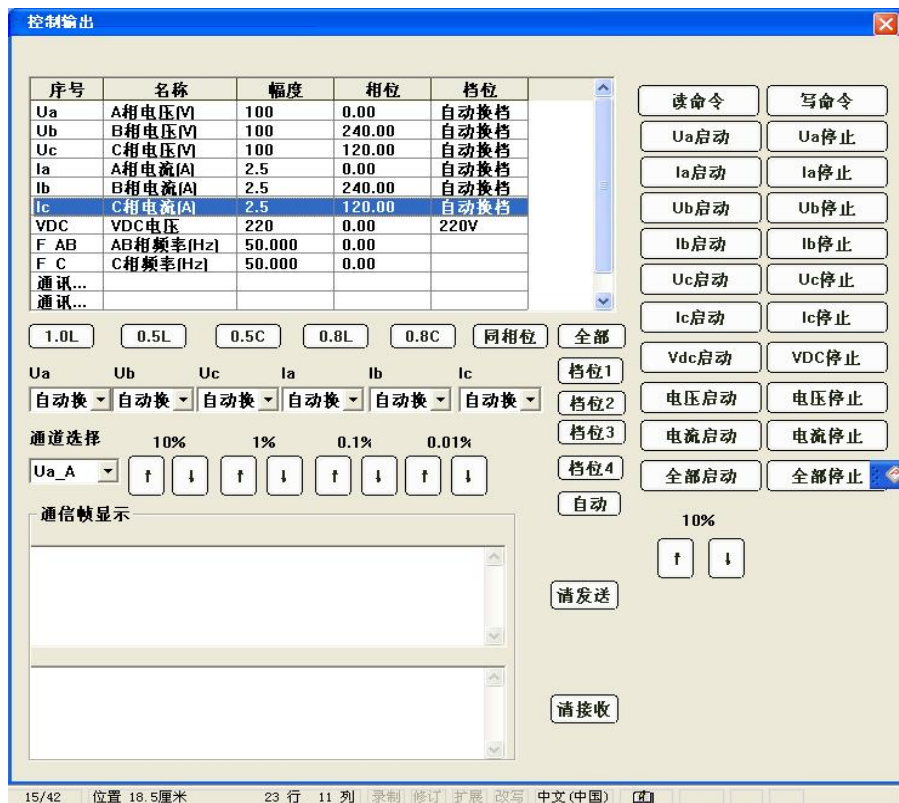 控制输出
序号 名称 幅度 相位 档位
Ua A相电压(V) 100 0.00 自动换档
Ub B相电压(V) 100 240.00 自动换档
Uc C相电压(V) 100 120.00 自动换档
Ia A相电流(A) 2.5 0.00 自动换档
Ib B相电流(A) 2.5 240.00 自动换档
Ic C相电流(A) 2.5 120.00 自动换档
VDC VDC电压 220 0.00 220V
F AB AB相频率(Hz) 50.000 0.00
F C C相频率(Hz) 50.000 0.00
通讯...
通讯...
读命令 写命令
Ua启动 Ua停止
Ia启动 Ia停止
Ub启动 Ub停止
Ib启动 Ib停止
Uc启动 Uc停止
Ic启动 Ic停止
Vdc启动 VDC停止
电压启动 电压停止
电流启动 电流停止
全部启动 全部停止
10%
↑ ↓
1.0L 0.5L 0.5C 0.8L 0.8C 同相位 全部
Ua Ub Uc Ia Ib Ic
自动换 自动换 自动换 自动换 自动换 自动换
档位1
档位2
档位3
档位4
自动
通道选择 10% 1% 0.1% 0.01%
Ua_A ↑ ↓ ↑ ↓ ↑ ↓ ↑ ↓
通信帧显示
请发送
请接收
15/42 位置 18.5厘米 23 行 11 列 录制 修订 扩展 改写 中文(中国)